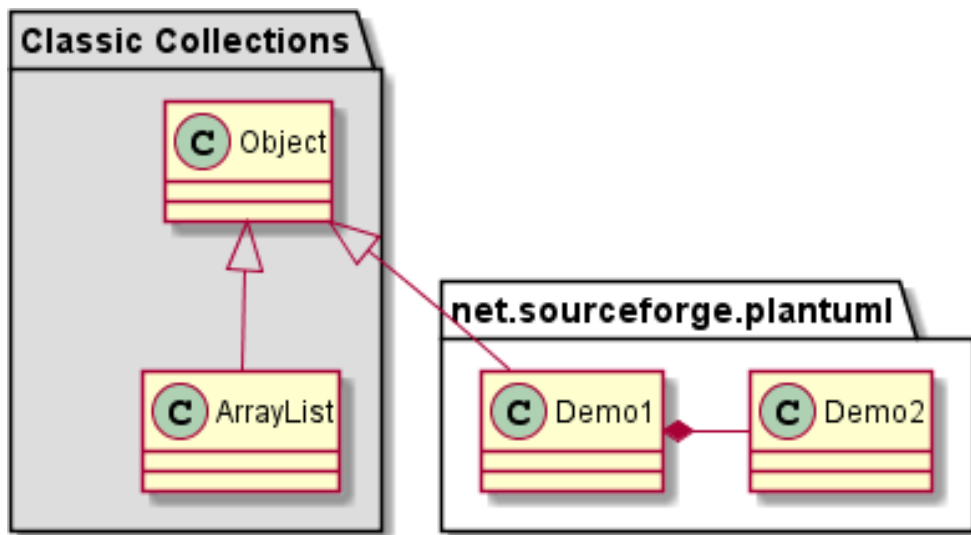 Classic Collections
C Object
net.sourceforge.plantuml
C ArrayList
C Demo1
C Demo2